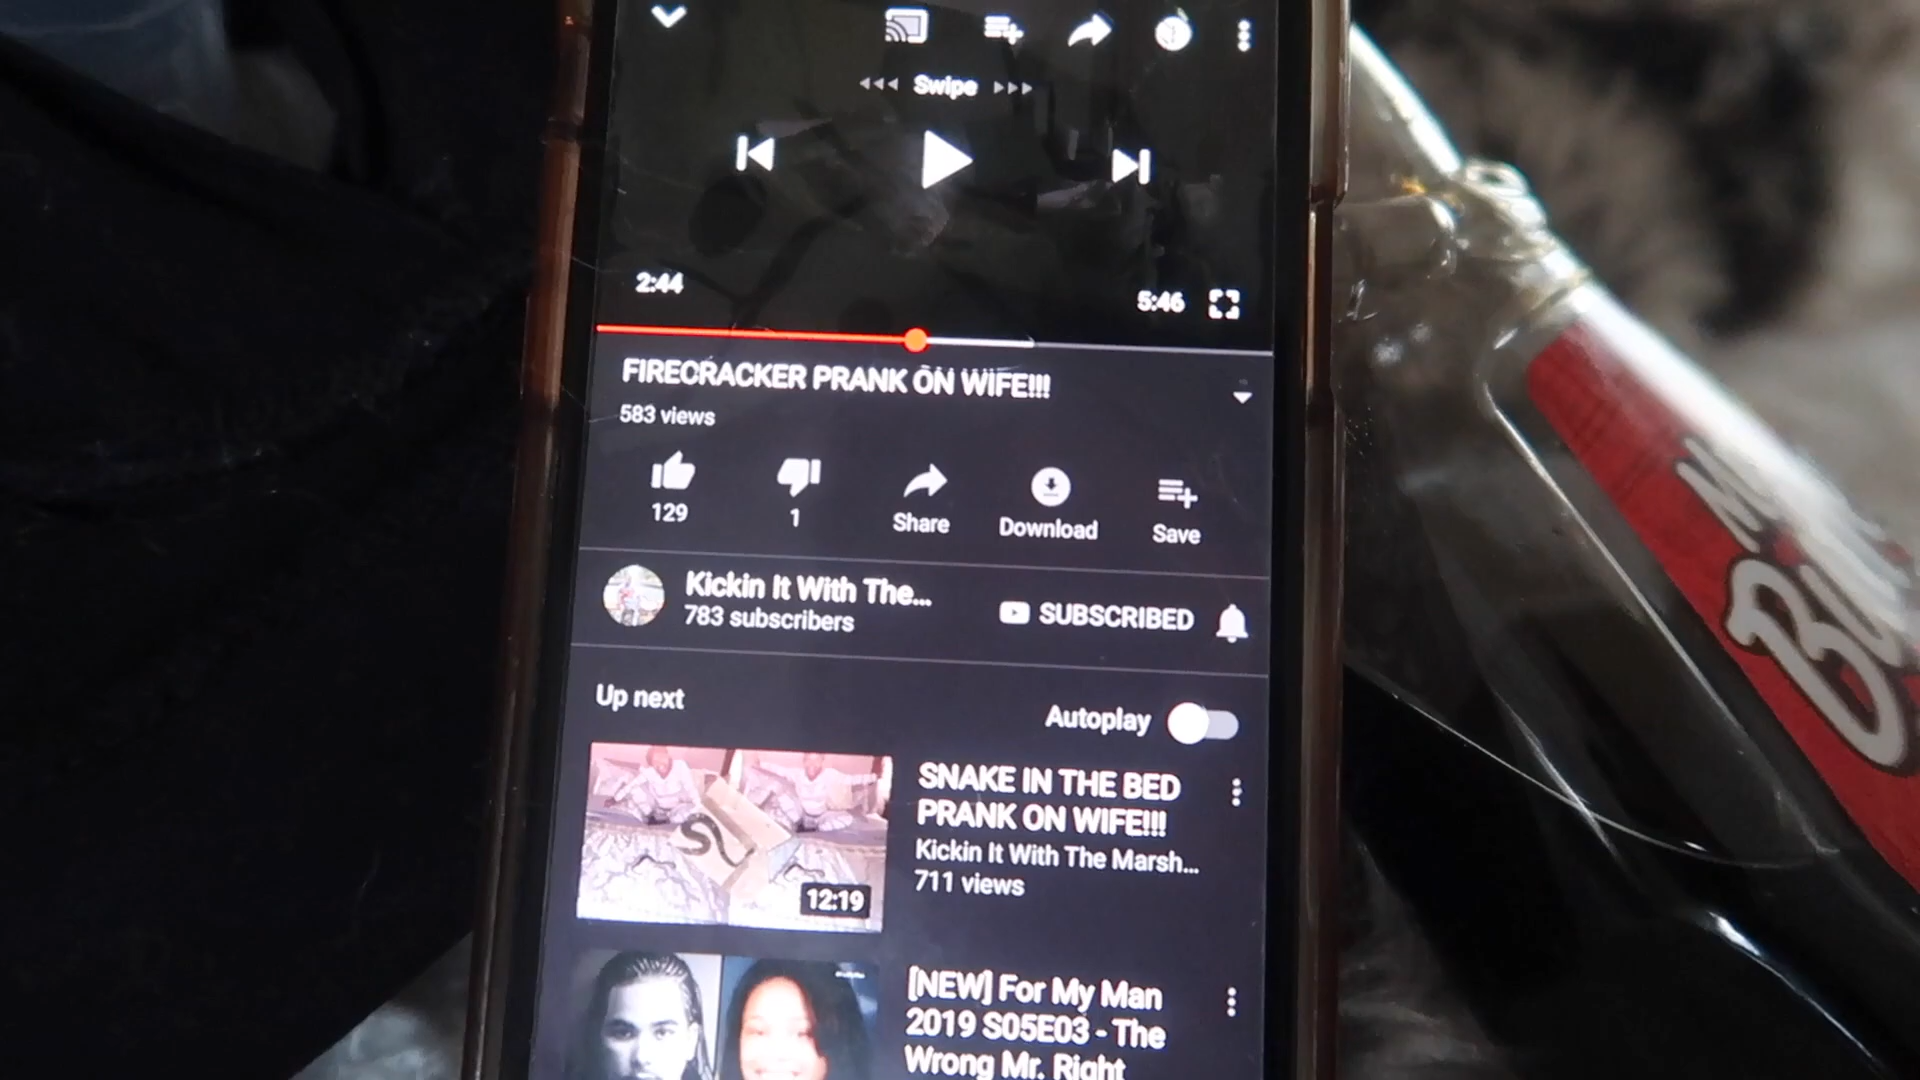 Swipe
2:44
5:46
FIRECRACKER PRANK ON WIFE!!!
583 views
129
1
Share
Download
Save
Kickin It With The...
783 subscribers
SUBSCRIBED
Up next
Autoplay
SNAKE IN THE BED
PRANK ON WIFE!!!
Kickin It With The Marsh...
711 views
12:19
[NEW] For My Man
2019 S05E03 - The
Wrong Mr. Right